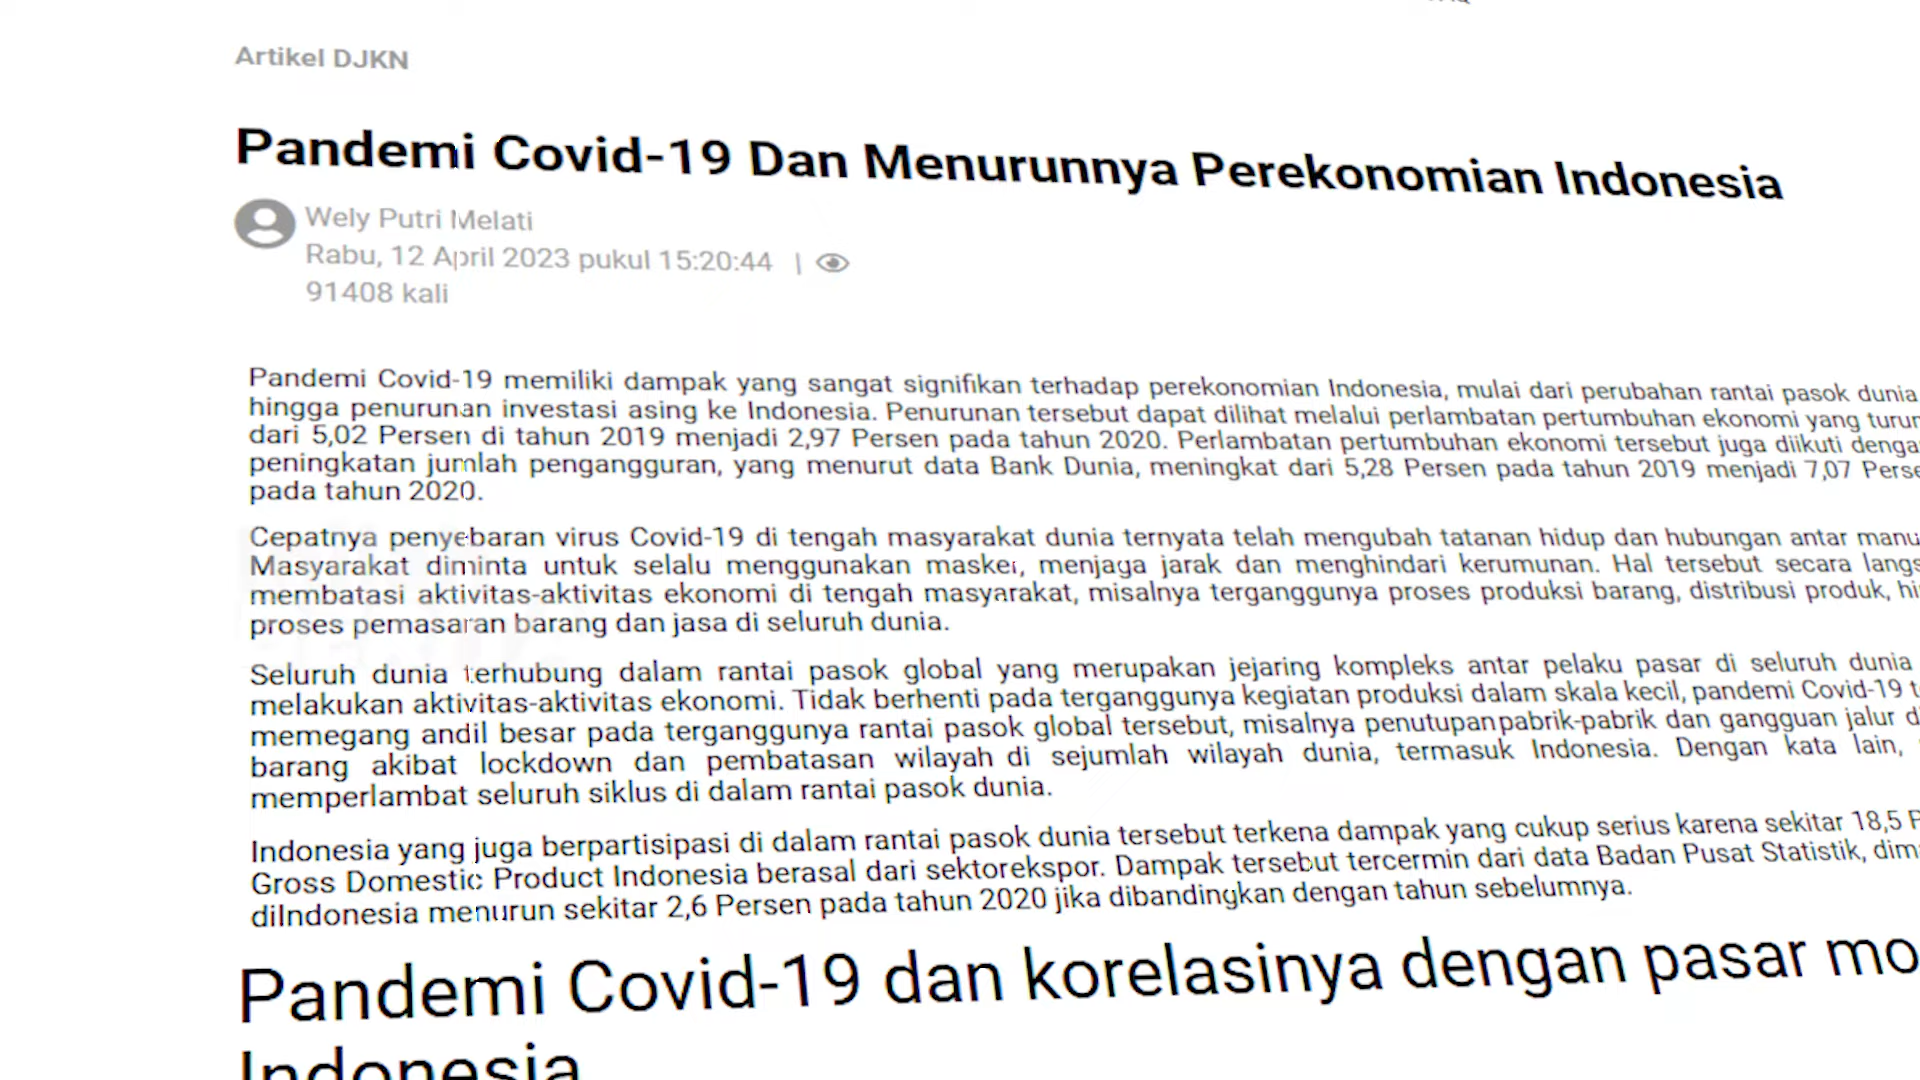 Artikel DJKN
Pandemi Covid-19 Dan Menurunnya Perekonomian Indonesia
Wely Putri Melati
Rabu, 12 April 2023 pukul 15:20:44 |
91408 kali
Pandemi Covid-19 memiliki dampak yang sangat signifikan terhadap perekonomian Indonesia, mulai dari perubahan rantai pasok dunia
hingga penurunan investasi asing ke Indonesia. Penurunan tersebut dapat dilihat melalui perlambatan pertumbuhan ekonomi yang turun
dari 5,02 Persen di tahun 2019 menjadi 2,97 Persen pada tahun 2020. Perlambatan pertumbuhan ekonomi tersebut juga diikuti
peningkatan jumlah pengangguran, yang menurut data Bank Dunia, meningkat dari 5,28 Persen pada tahun 2019 menjadi 7,07
pada tahun 2020.
Cepatnya penyebaran virus Covid-19 di tengah masyarakat dunia ternyata telah mengubah tatanan hidup dan hubungan antar
Masyarakat diminta untuk selalu menggunakan masker, menjaga jarak dan menghindari kerumunan. Hal tersebut secara
membatasi aktivitas-aktivitas ekonomi di tengah masyarakat, misalnya terganggunya proses produksi barang, distribusi produk,
proses pemasaran barang dan jasa di seluruh dunia.
Seluruh dunia terhubung dalam rantai pasok global yang merupakan jejaring kompleks antar pelaku pasar di seluruh dunia
melakukan aktivitas-aktivitas ekonomi. Tidak berhenti pada terganggunya kegiatan produksi dalam skala kecil, pandemi Covid-19
memegang andil besar pada terganggunya rantai pasok global tersebut, misalnya penutupanpabrik-pabrik dan gangguan jalur
barang akibat lockdown dan pembatasan wilayah di sejumlah wilayah dunia, termasuk Indonesia. Dengan kata lain,
memperlambat seluruh siklus di dalam rantai pasok dunia.
Indonesia yang juga berpartisipasi di dalam rantai pasok dunia tersebut terkena dampak yang cukup serius karena sekitar 18,5
Gross Domestic Product Indonesia berasal dari sektorekspor. Dampak tersebut tercermin dari data Badan Pusat Statistik,
diIndonesia menurun sekitar 2,6 Persen pada tahun 2020 jika dibandingkan dengan tahun sebelumnya.
Pandemi Covid-19 dan korelasinya dengan pasar
Indonesia